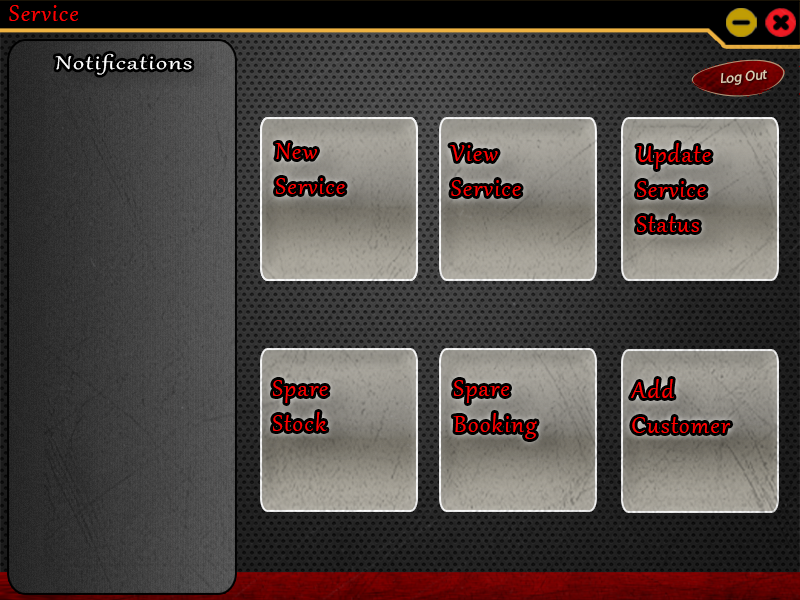 Service
Notifications
Log Out
New
Service
View
Service
Update
Service
Status
Spare
Stock
Spare
Booking
Add
Customer